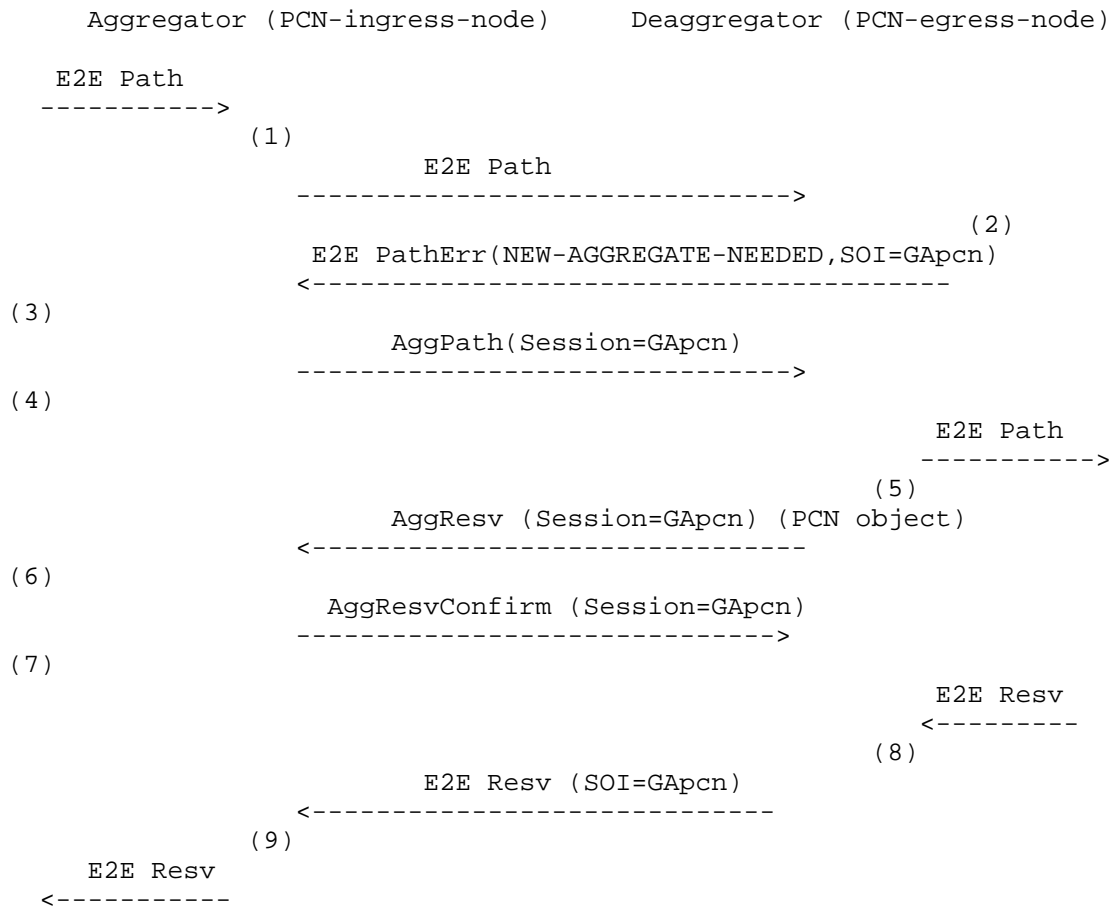 Aggregator (PCN-ingress-node) Deaggregator (PCN-egress-node)
E2E Path
----------->
(1)
E2E Path
------------------------------->
(2)
E2E PathErr(NEW-AGGREGATE-NEEDED,SOI=GApcn)
<----------------------------------------
(3)
AggPath(Session=GApcn)
------------------------------->
(4)
E2E Path
----------->
(5)
AggResv (Session=GApcn) (PCN object)
<-------------------------------
(6)
AggResvConfirm (Session=GApcn)
------------------------------>
(7)
E2E Resv
<---------
(8)
E2E Resv (SOI=GApcn)
<-----------------------------
(9)
E2E Resv
<-----------